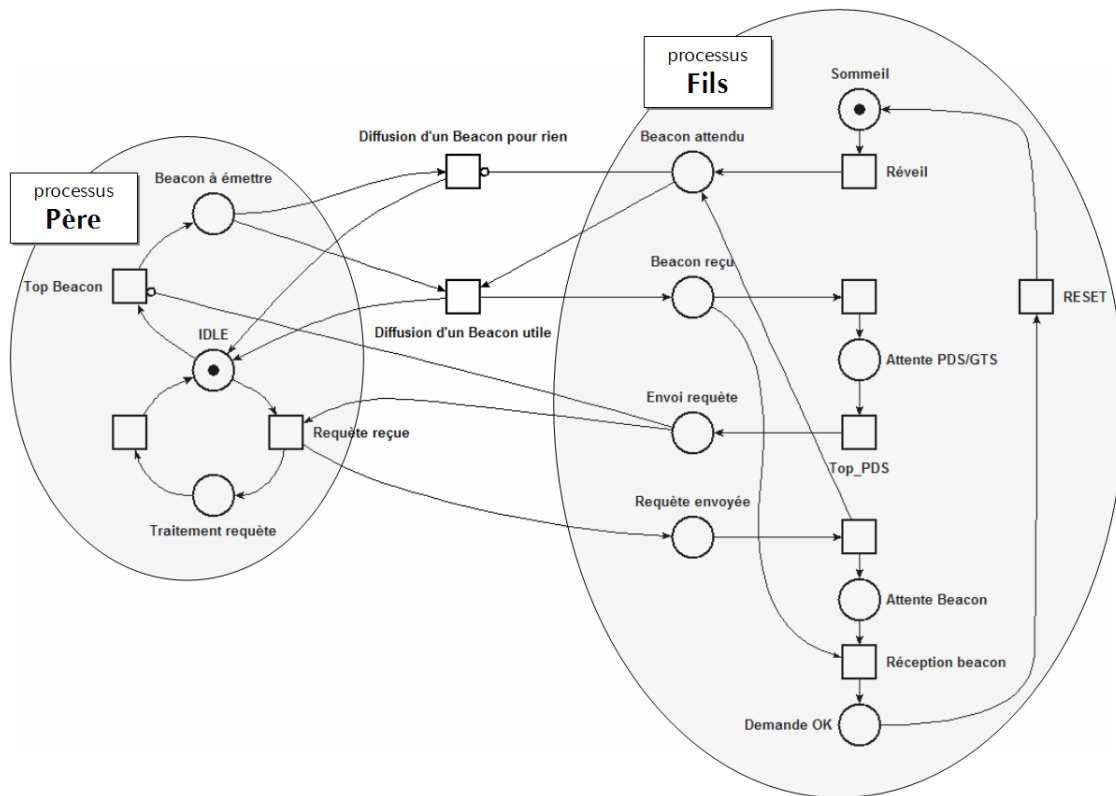 processus
Fils
Sommeil
Diffusion d'un Beacon pour rien
Beacon attendu
Réveil
processus
Père
Beacon à émettre
Beacon reçu
Top Beacon
RESET
Diffusion d'un Beacon utile
IDLE
Attente PDS/GTS
Envoi requête
Requête reçue
Top_PDS
Requète envoyée
Traitement requète
Attente Beacon
Réception beacon
Demande OK